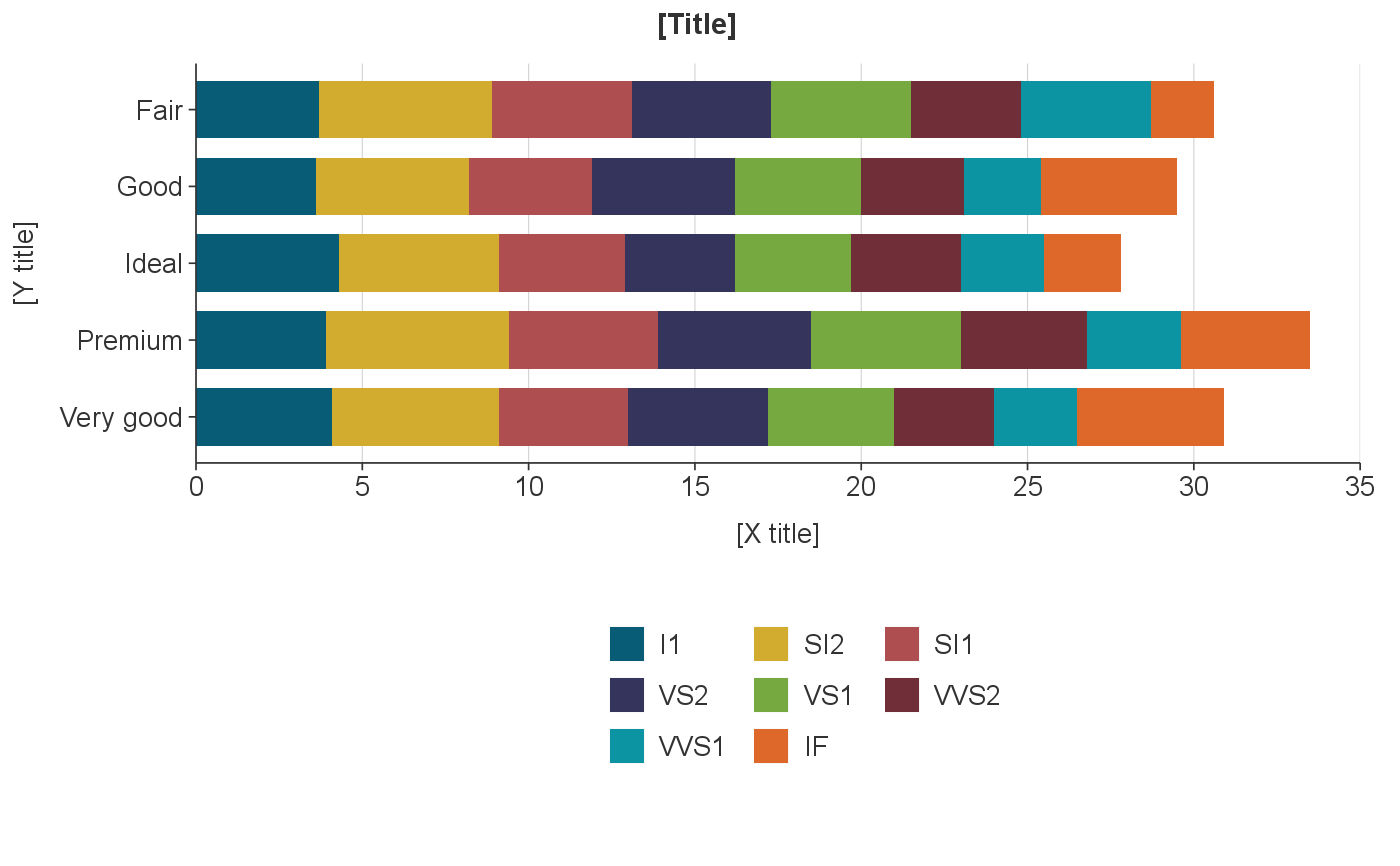 [Title]
Fair
Good
Ideal
Premium
Very good
[Y title]
0 5 10 15 20 25 30 35
[X title]
I1 SI2 SI1
VS2 VS1 VVS2
VVS1 IF